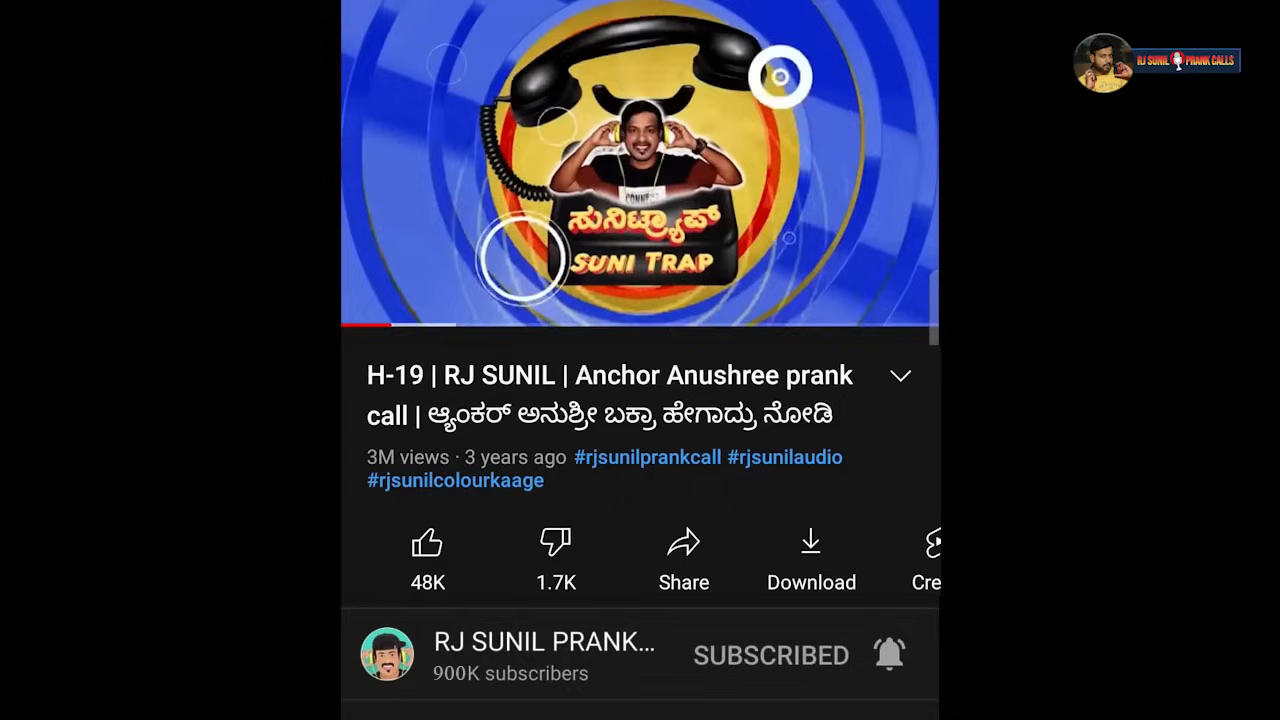 RJ SUNIL PRANK CALLS
CONNE
ಸುನಿಟ್ರ್ಯಾಪ್
SUNI TRAP
H-19 | RJ SUNIL | Anchor Anushree prank
call | ಆ್ಯಂಕರ್ ಅನುಶ್ರೀ ಬಕ್ರಾ ಹೇಗಾದ್ರು ನೋಡಿ
3M views · 3 years ago #rjsunilprankcall #rjsunilaudio
#rjsunilcolourkaage
48K 1.7K Share Download Cre
RJ SUNIL PRANK... SUBSCRIBED
900K subscribers